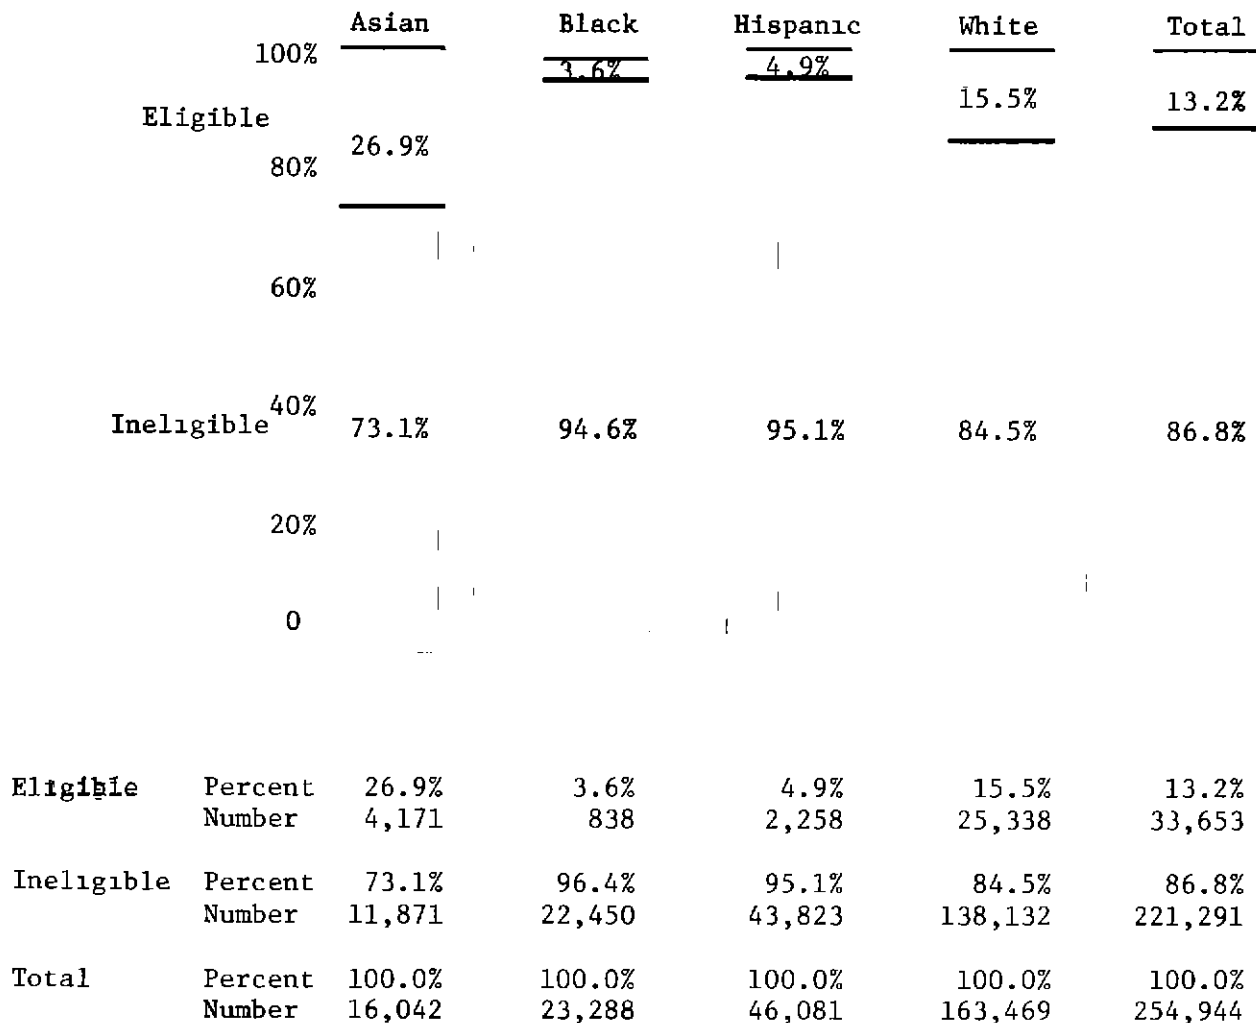 Asian Black Hispanic White Total
100%
3.6% 4.9%
15.5% 13.2%
Eligible
26.9%
80%
60%
40%
Ineligible 73.1% 94.6% 95.1% 84.5% 86.8%
20%
0
Eligible Percent 26.9% 3.6% 4.9% 15.5% 13.2%
Number 4,171 838 2,258 25,338 33,653
Ineligible Percent 73.1% 96.4% 95.1% 84.5% 86.8%
Number 11,871 22,450 43,823 138,132 221,291
Total Percent 100.0% 100.0% 100.0% 100.0% 100.0%
Number 16,042 23,288 46,081 163,469 254,944